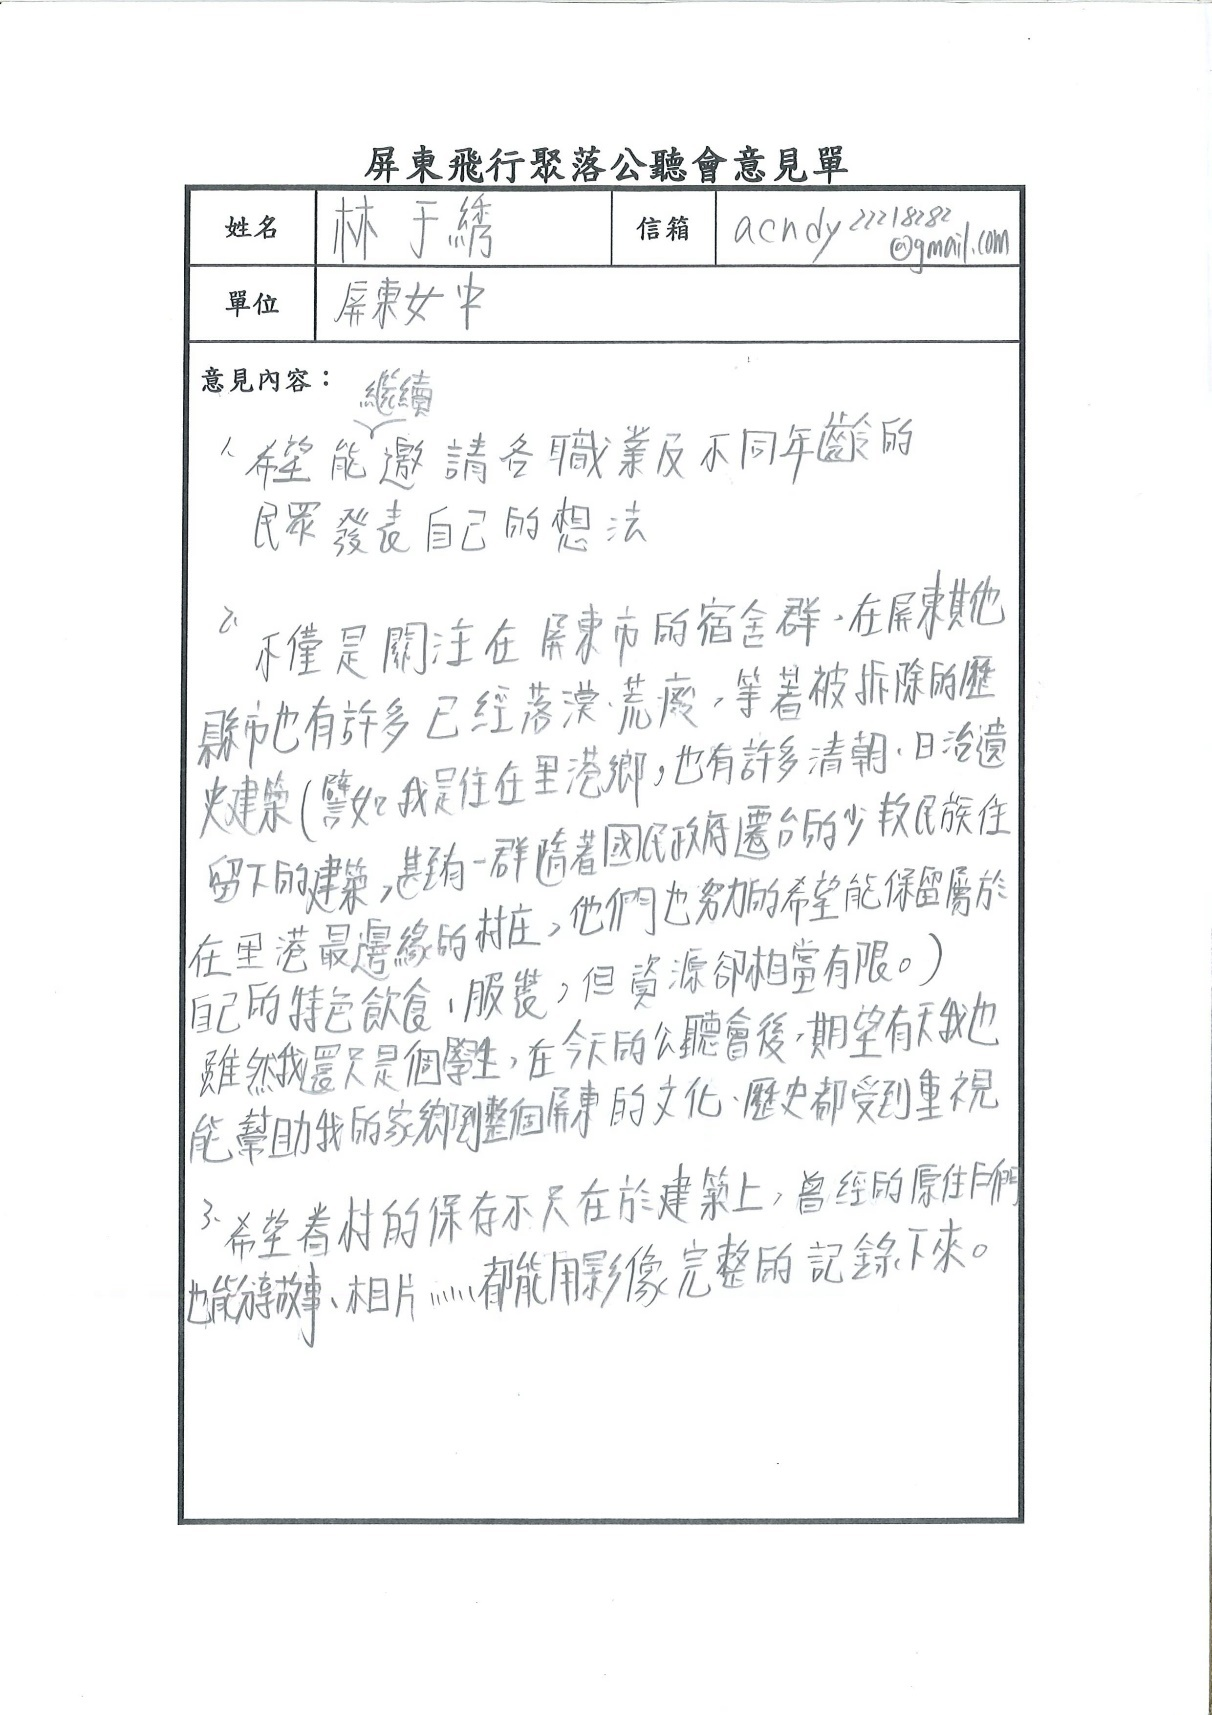 屏東飛行聚落公聽會意見單
姓名 林于綉 信箱 acndy22218282@gmail.com
單位 屏東女中
意見內容：
1、希望能繼續邀請各職業及不同年齡的
民眾發表自己的想法
2、不僅是關注在屏東市的宿舍群，在屏東其他
縣市也有許多已經落漠、荒廢，等著被拆除的歷
史建築(譬如我是住在里港鄉，也有許多清朝、日治遺
留下的建築，甚至有一群隨著國民政府遷台的少數民族住
在里港最邊緣的村庄，他們也努力的希望能保留屬於
自己的特色飲食、服裝，但資源卻相當有限。)
雖然我還只是個學生，在今天的公聽會後，期望有天我也
能幫助我的家鄉到整個屏東的文化、歷史都受到重視
3、希望眷村的保存不只在於建築上，曾經的原住戶們
也能分享故事、相片……都能用影像完整的記錄下來。